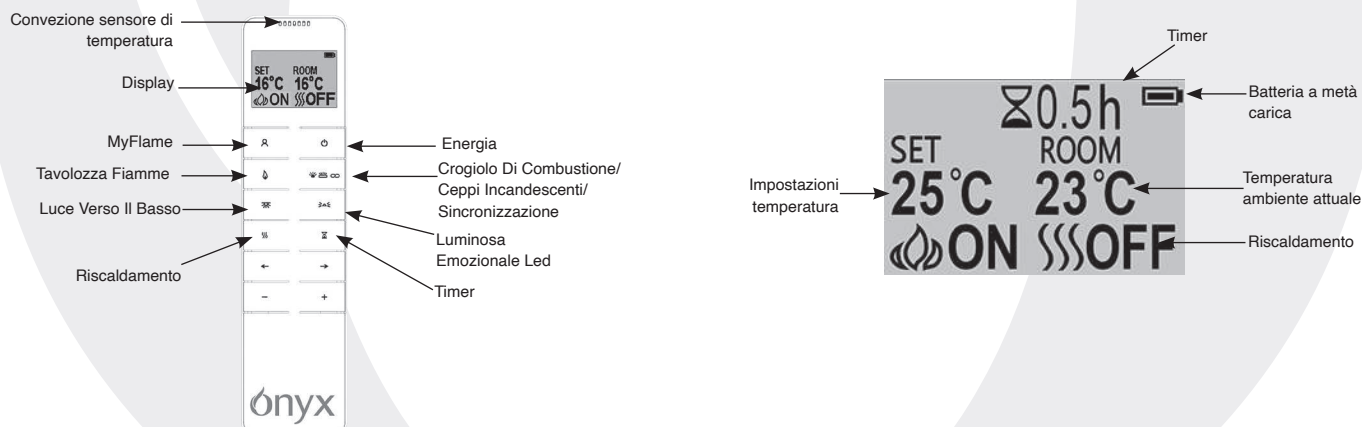 Convezione sensore di
temperatura
Display
MyFlame
Tavolozza Fiamme
Luce Verso Il Basso
Riscaldamento
SET ROOM
16°C 16°C
ON OFF
Energia
Crogiolo Di Combustione/
Ceppi Incandescenti/
Sincronizzazione
Luminosa
Emozionale Led
Timer
ónyx
Timer
Batteria a metà
carica
Impostazioni
temperatura
0.5h
SET ROOM
25°C 23°C
ON OFF
Temperatura
ambiente attuale
Riscaldamento